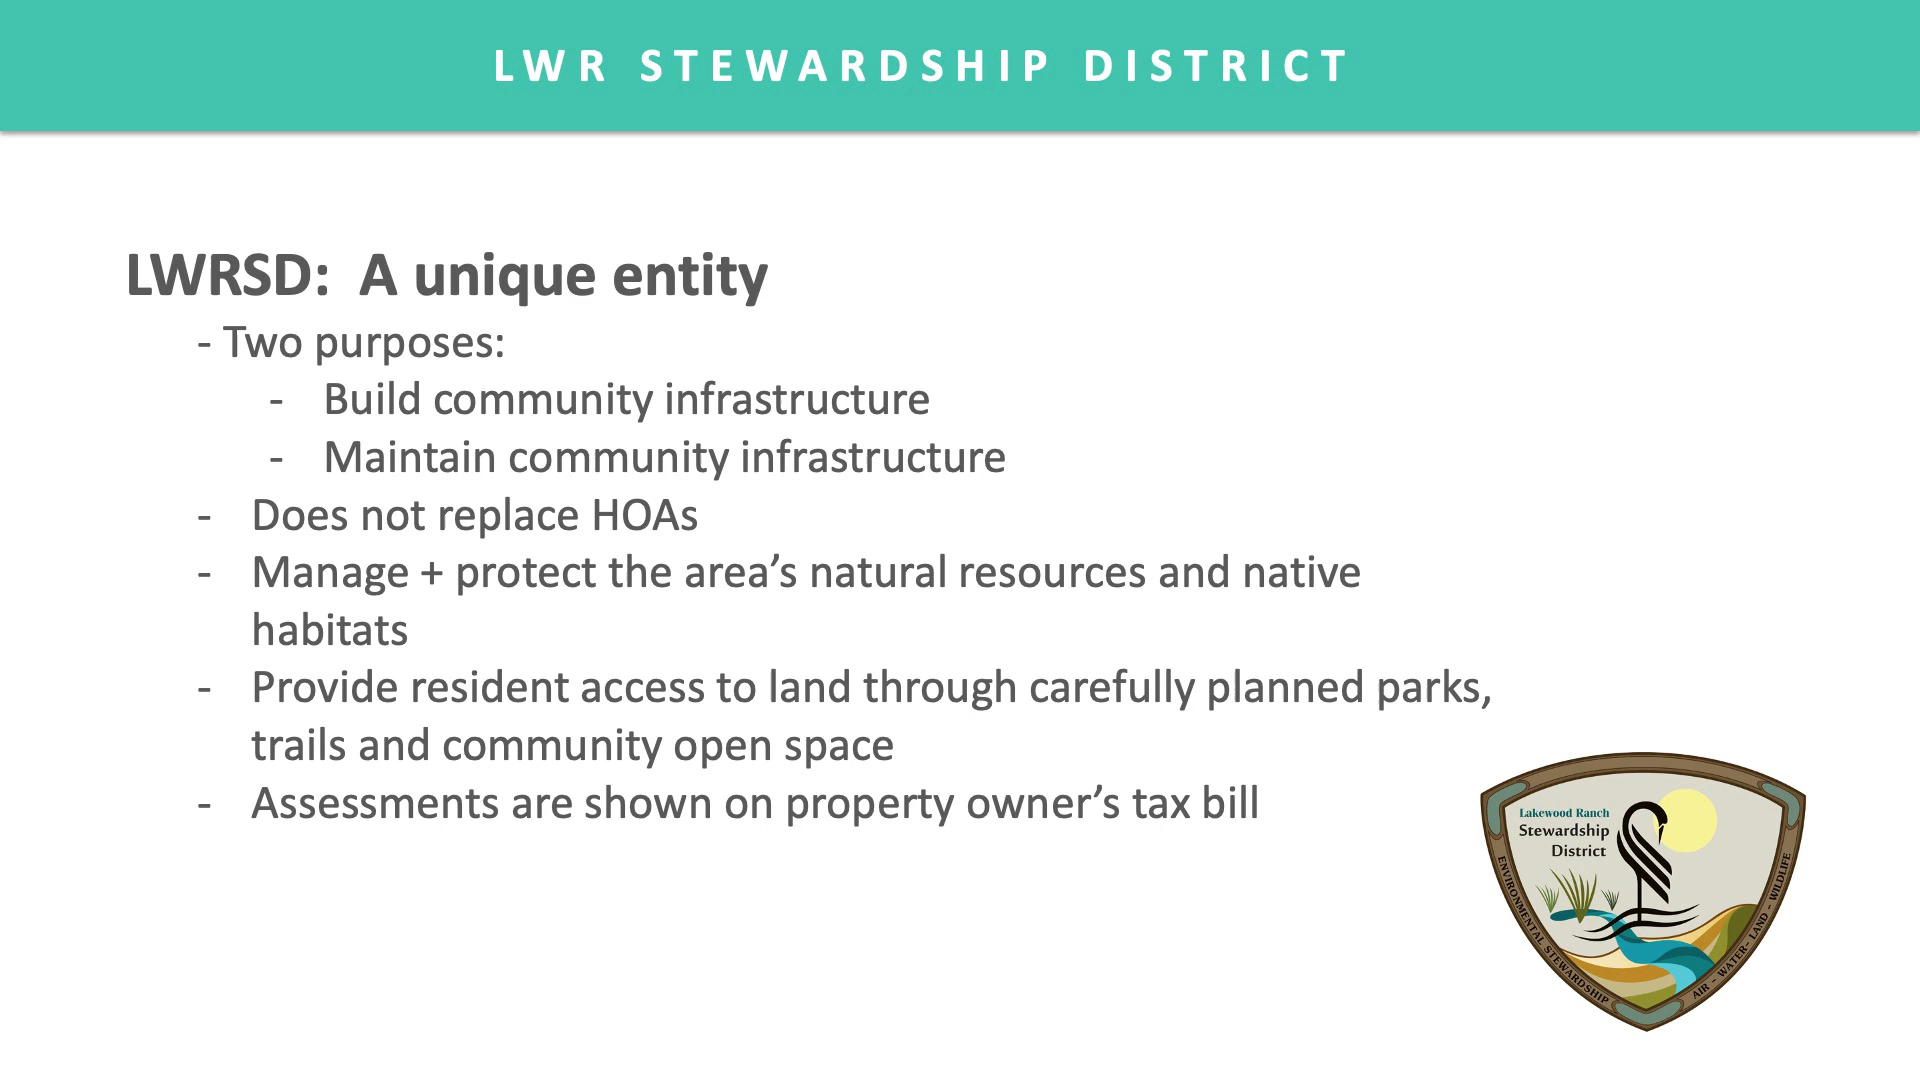 LWR STEWARDSHIP DISTRICT
LWRSD:  A unique entity
- Two purposes:
- Build community infrastructure
- Maintain community infrastructure
- Does not replace HOAs
- Manage + protect the area’s natural resources and native
habitats
- Provide resident access to land through carefully planned parks,
trails and community open space
- Assessments are shown on property owner’s tax bill
Lakewood Ranch
Stewardship
District
ENVIRONMENTAL STEWARDSHIP
AIR - WATER - LAND - WILDLIFE